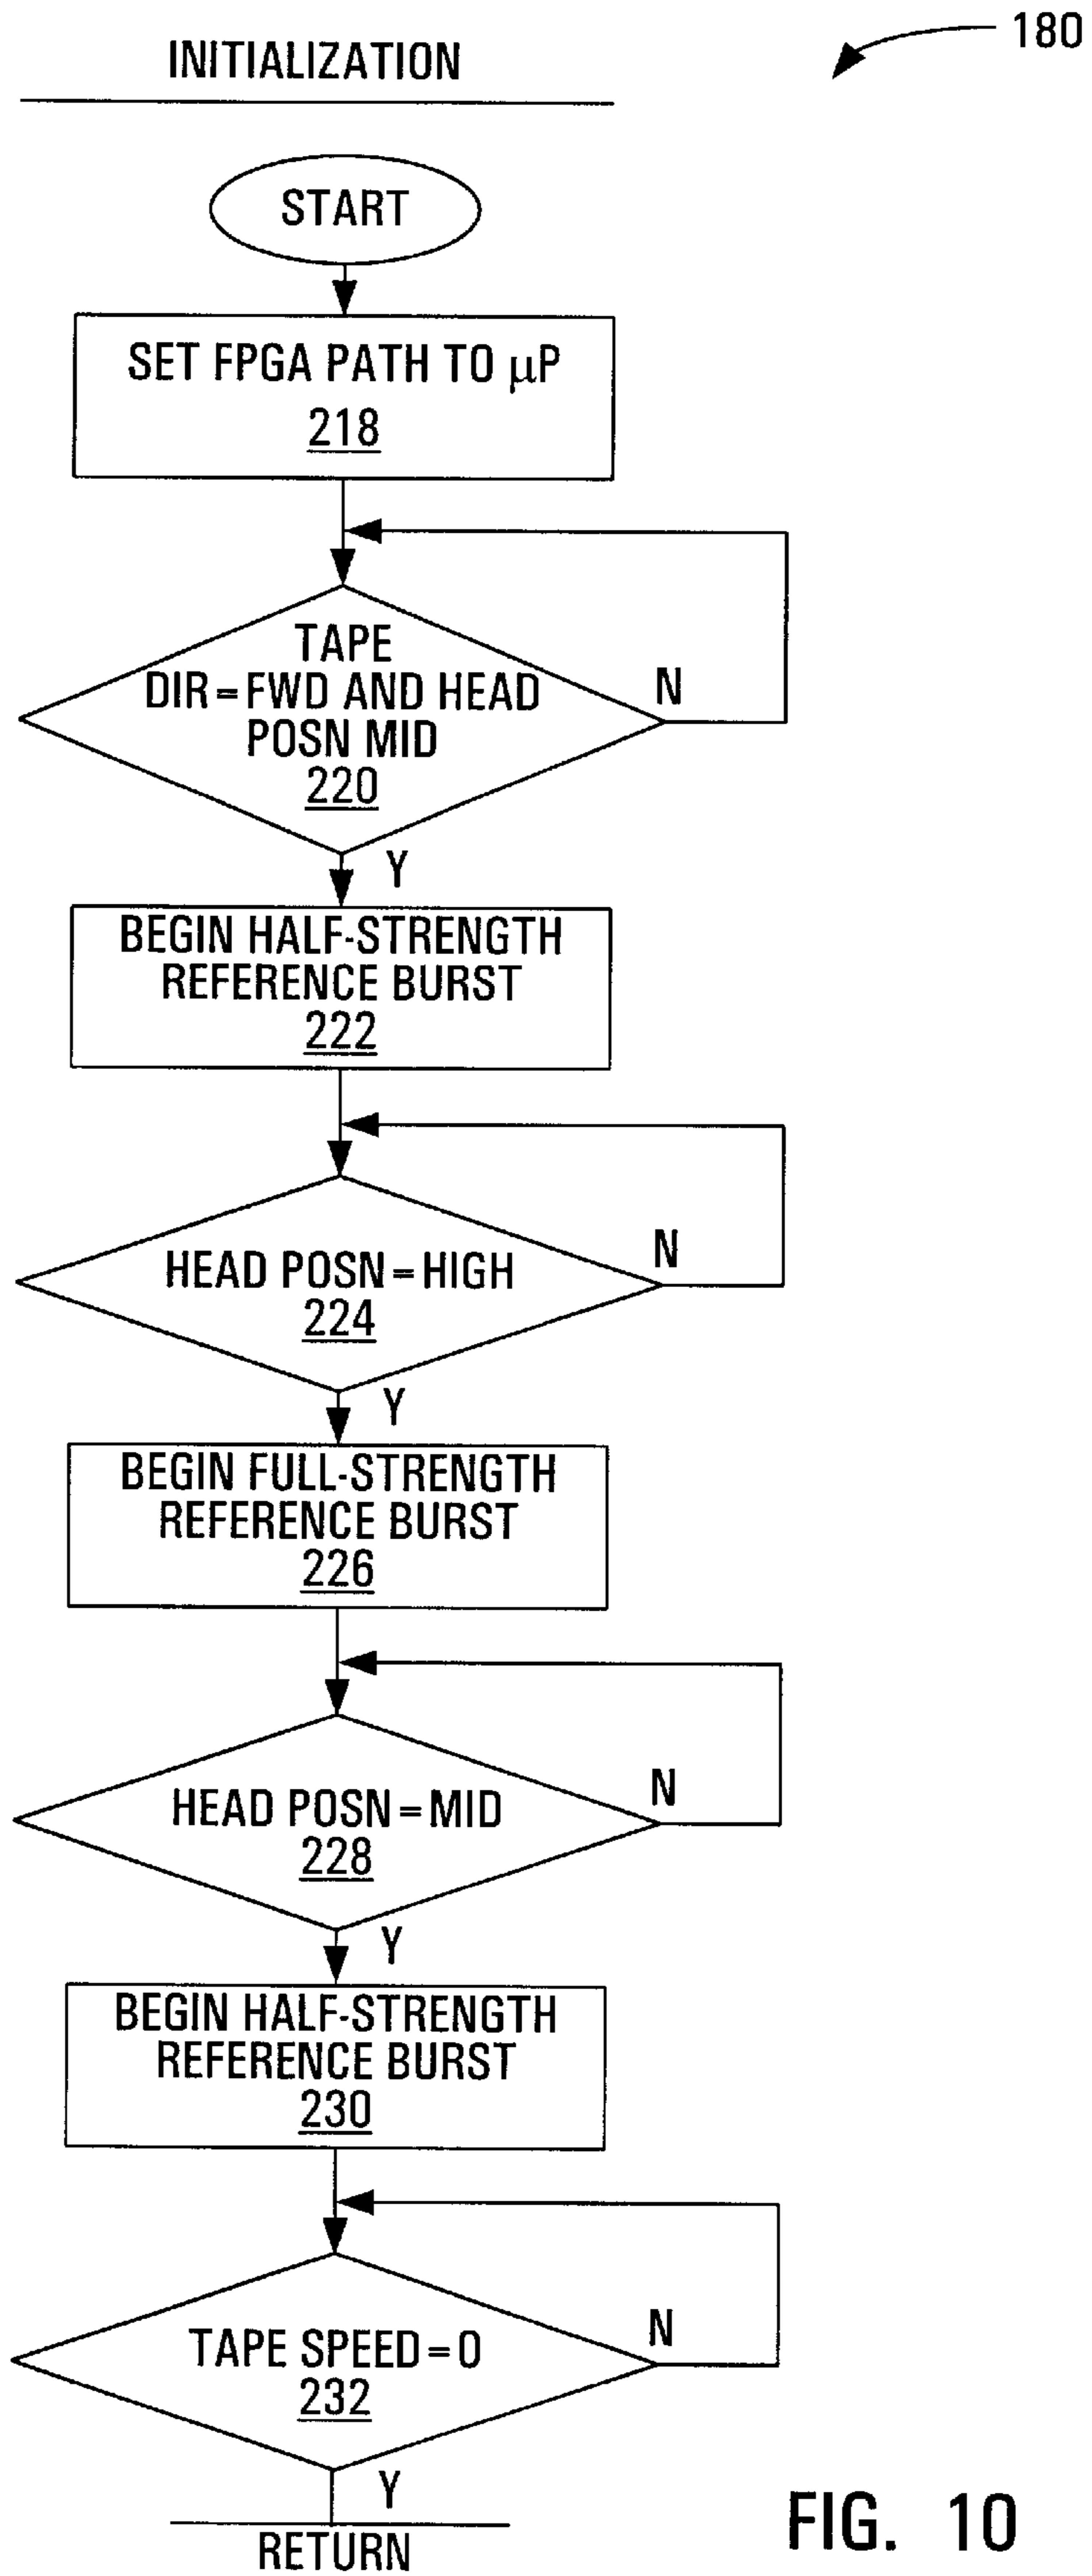 180
INITIALIZATION
START
SET FPGA PATH TO µP
218
TAPE
DIR=FWD AND HEAD
POSN MID
220
N
Y
BEGIN HALF-STRENGTH
REFERENCE BURST
222
HEAD POSN=HIGH
224
N
Y
BEGIN FULL-STRENGTH
REFERENCE BURST
226
HEAD POSN=MID
228
N
Y
BEGIN HALF-STRENGTH
REFERENCE BURST
230
TAPE SPEED=0
232
N
Y
RETURN
FIG. 10